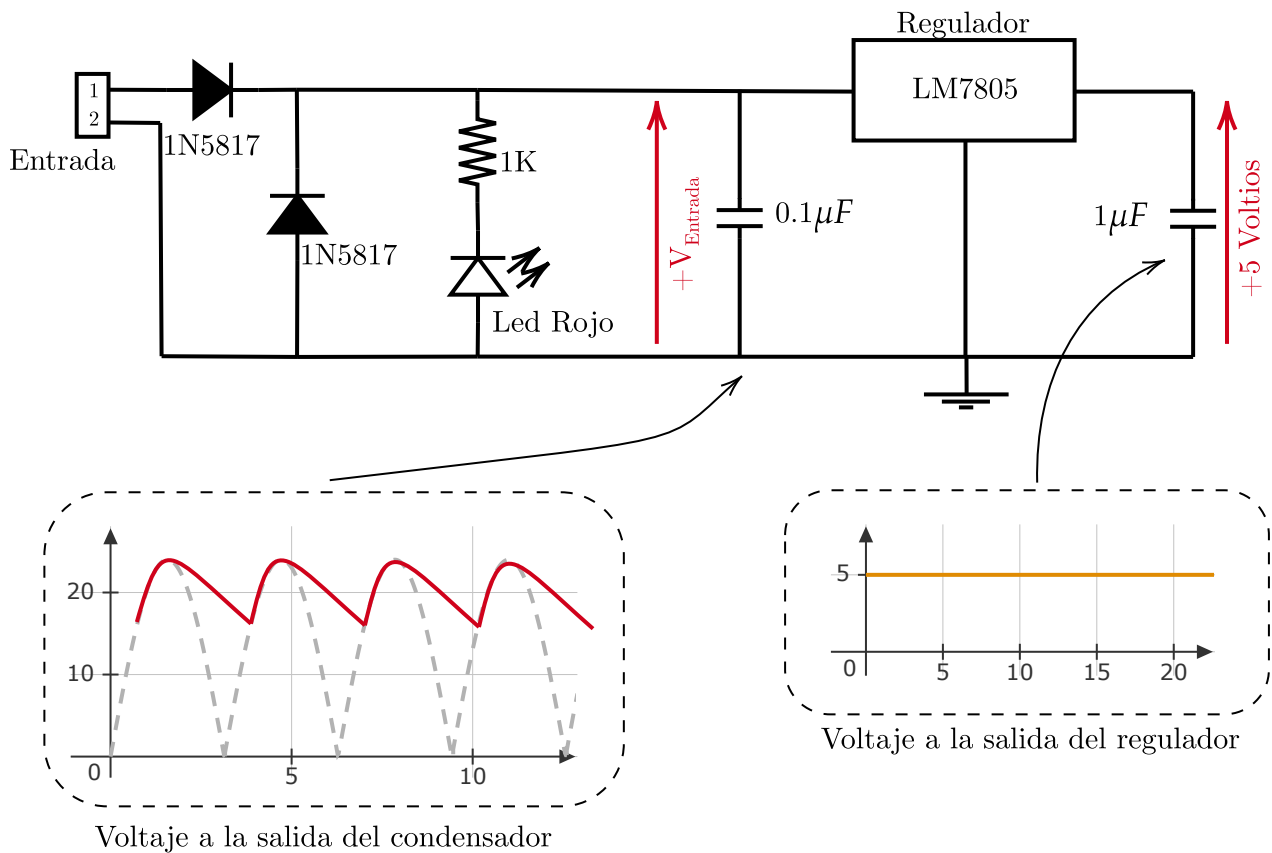 Regulador
LM7805
1
2
Entrada
1N5817
1N5817
1K
Led Rojo
+V_Entrada
0.1μF
1μF
+5 Voltios
20
10
0
5
10
Voltaje a la salida del condensador
5
0
5
10
15
20
Voltaje a la salida del regulador